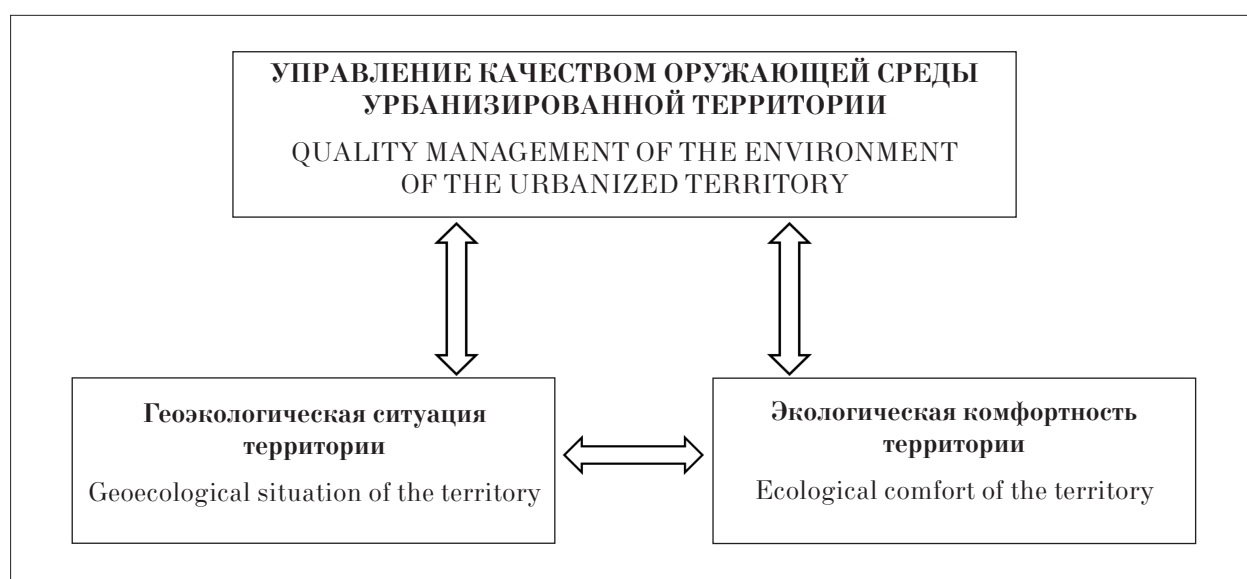 УПРАВЛЕНИЕ КАЧЕСТВОМ ОРУЖАЮЩЕЙ СРЕДЫ
УРБАНИЗИРОВАННОЙ ТЕРРИТОРИИ
QUALITY MANAGEMENT OF THE ENVIRONMENT
OF THE URBANIZED TERRITORY
Геоэкологическая ситуация
территории
Geoecological situation of the territory
Экологическая комфортность
территории
Ecological comfort of the territory